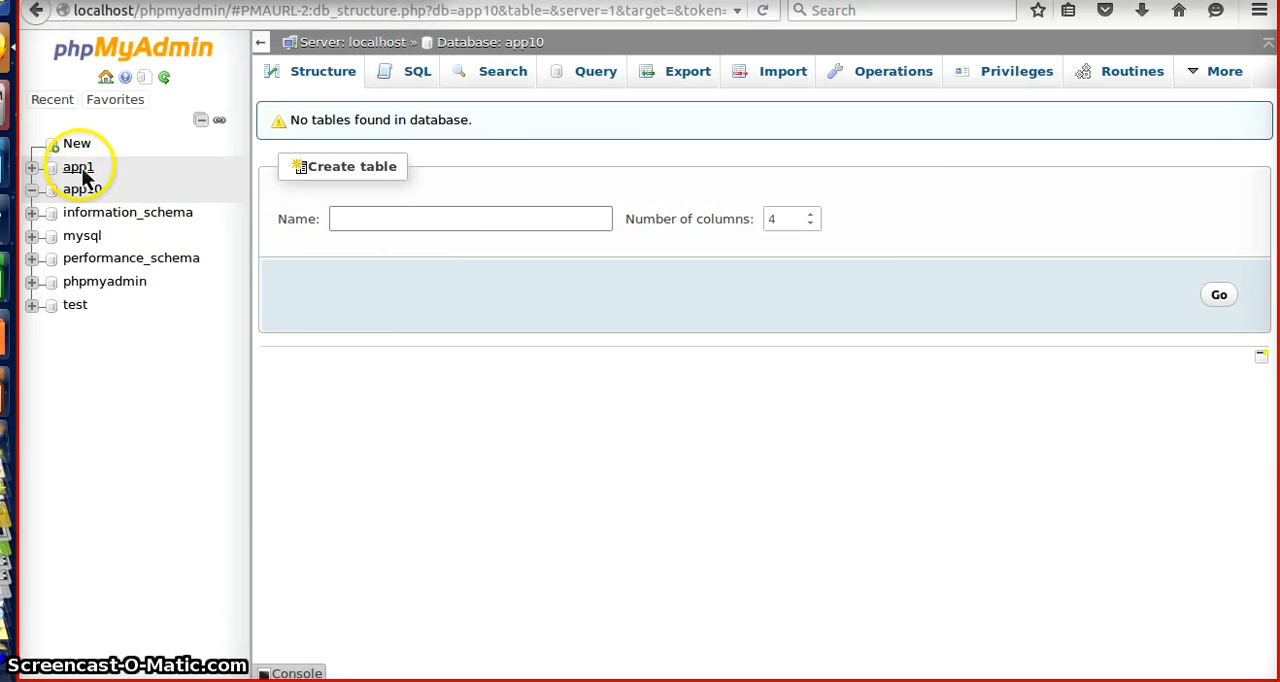 localhost/phpmyadmin/#PMAURL-2:db_structure.php?db=app10&table=&server=1&target=&token=
Search
phpMyAdmin
Server: localhost » Database: app10
Structure SQL Search Query Export Import Operations Privileges Routines More
Recent Favorites
No tables found in database.
New
app1
app10
information_schema
mysql
performance_schema
phpmyadmin
test
Create table
Name: Number of columns: 4
Go
Console
Screencast-O-Matic.com